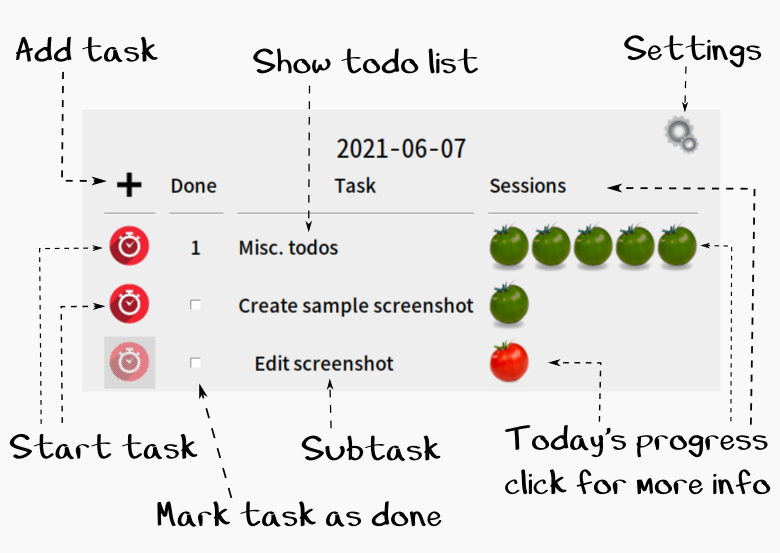 Add task
Show todo list
Settings
2021-06-07
Done Task Sessions
1 Misc. todos
Create sample screenshot
Edit screenshot
Start task
Subtask
Today's progress
click for more info
Mark task as done